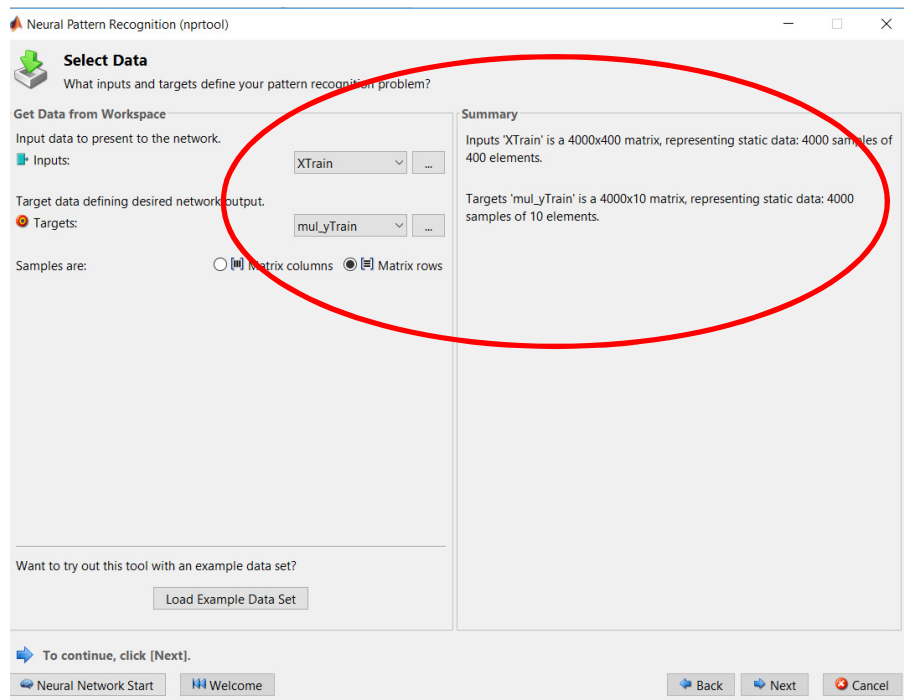 Neural Pattern Recognition (nprtool)
Select Data
What inputs and targets define your pattern recognition problem?
Get Data from Workspace
Input data to present to the network.
Inputs:
XTrain
...
Target data defining desired network output.
Targets:
mul_yTrain
...
Samples are:
Matrix columns
Matrix rows
Summary
Inputs 'XTrain' is a 4000x400 matrix, representing static data: 4000 samples of
400 elements.
Targets 'mul_yTrain' is a 4000x10 matrix, representing static data: 4000
samples of 10 elements.
Want to try out this tool with an example data set?
Load Example Data Set
To continue, click [Next].
Neural Network Start
Welcome
Back
Next
Cancel